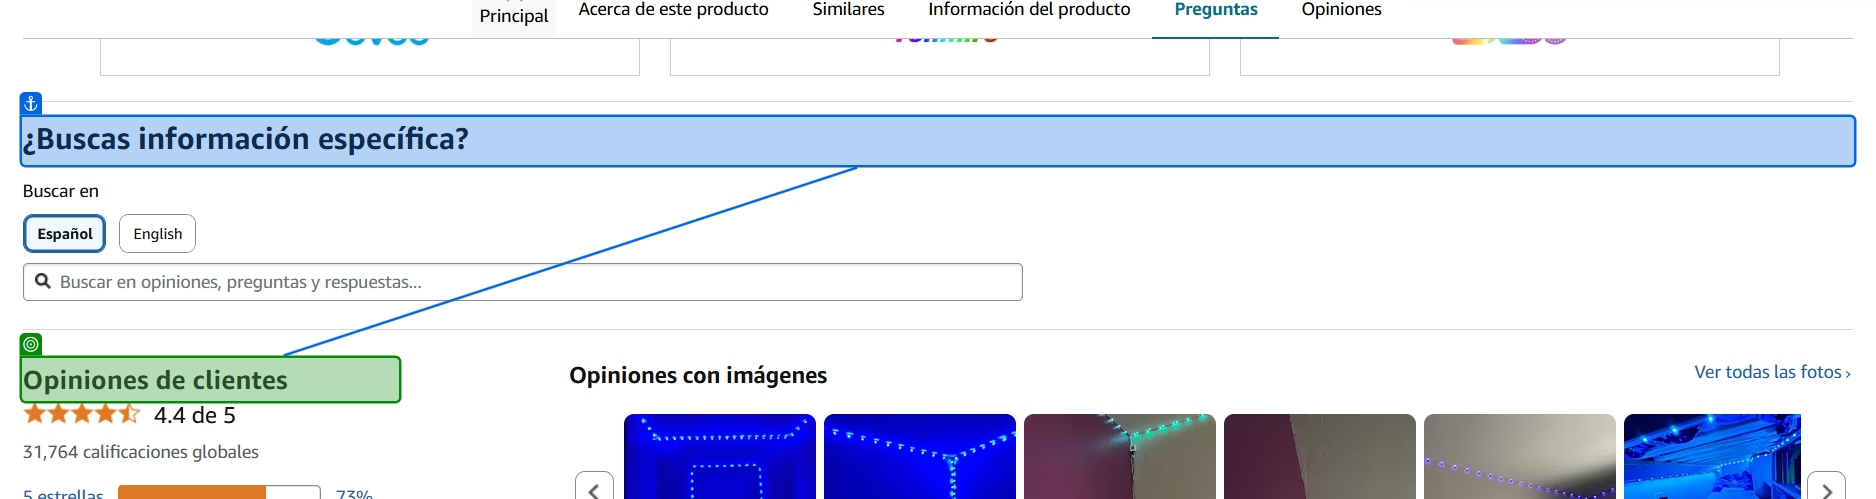 Principal
Acerca de este producto
Similares
Información del producto
Preguntas
Opiniones
¿Buscas información específica?
Buscar en
Español
English
Buscar en opiniones, preguntas y respuestas...
Opiniones de clientes
4.4 de 5
31,764 calificaciones globales
5 estrellas
73%
Opiniones con imágenes
Ver todas las fotos ›